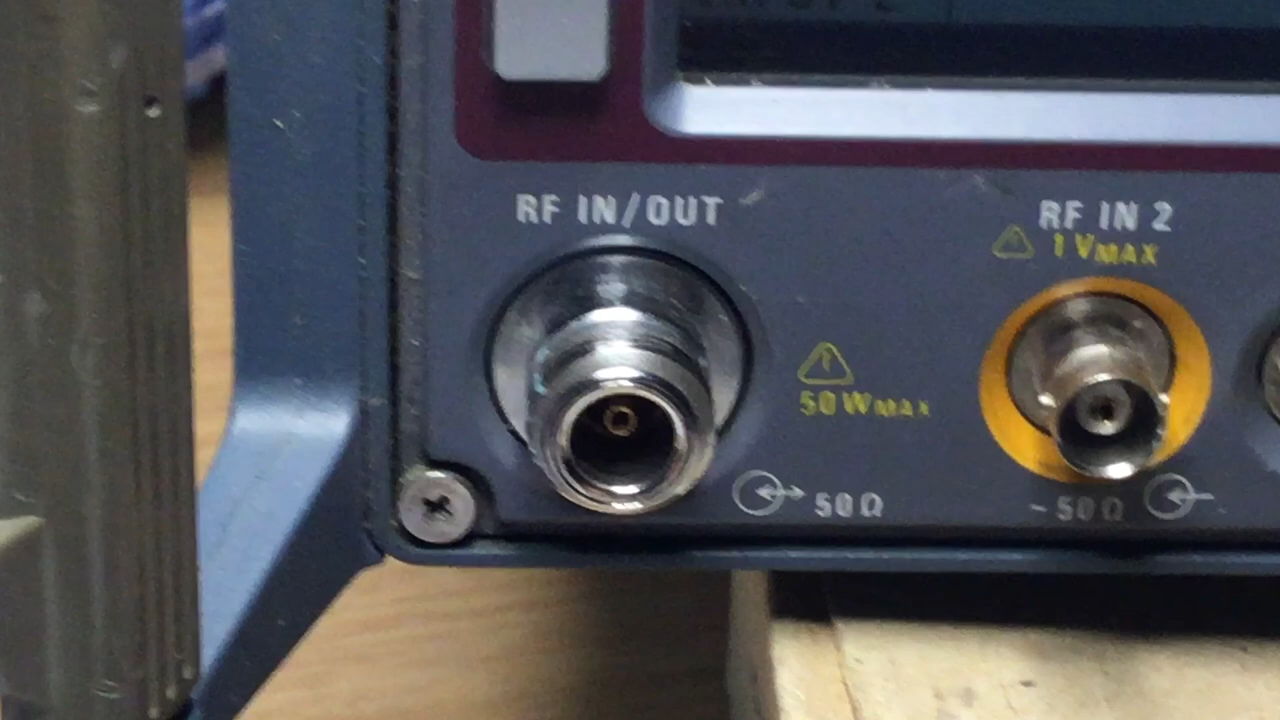 RF IN/OUT
RF IN 2
1 VMAX
50 WMAX
50 Ω
~50 Ω